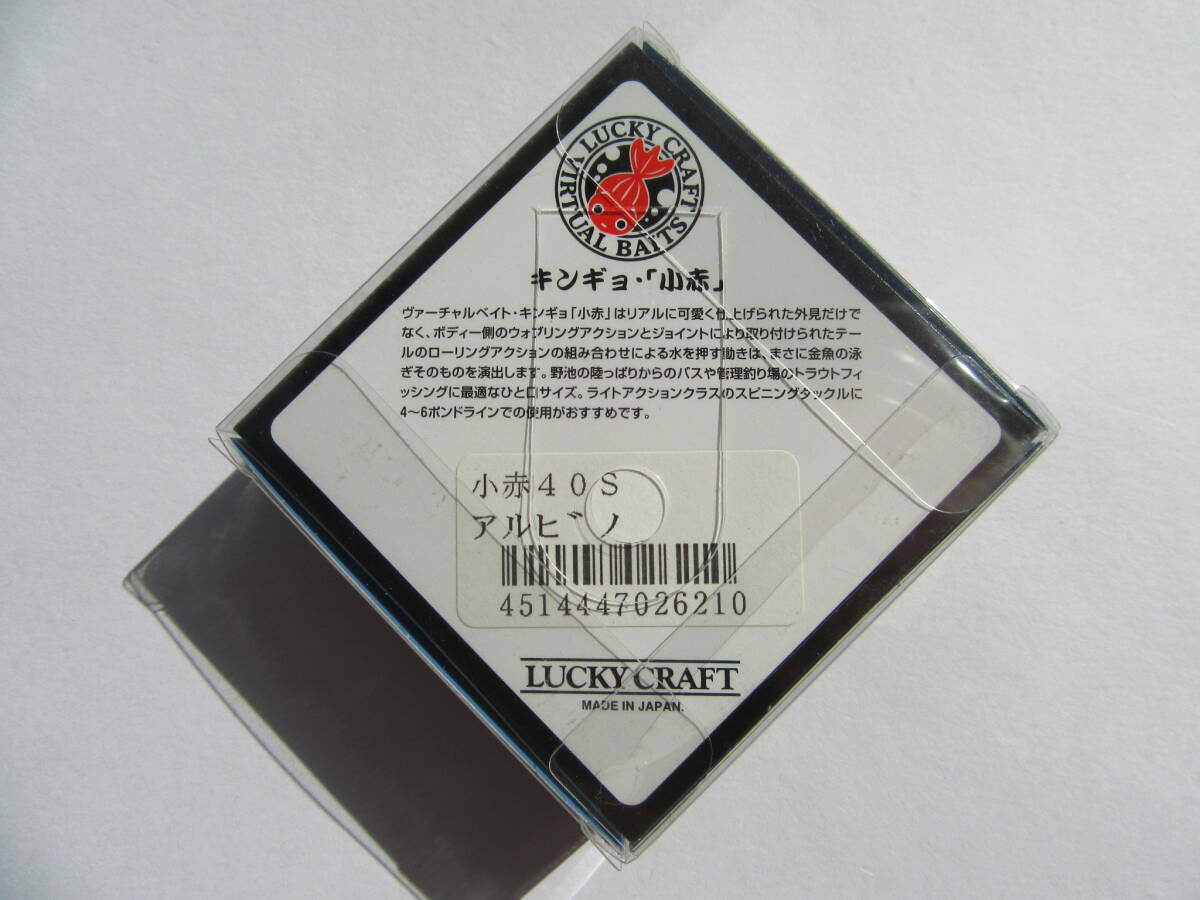 LUCKY CRAFT
VIRTUAL BAITS
キンギョ・「小赤」
ヴァーチャルベイト・キンギョ「小赤」はリアルに可愛く仕上げられた外見だけで
なく、ボディー側のウォブリングアクションとジョイントにより取り付けられたテー
ルのローリングアクションの組み合わせによる水を押す動きは、まさに金魚の泳
ぎそのものを演出します。野池の陸っぱりからのバスや管理釣り場のトラウトフィ
ッシングに最適なひと口サイズ。ライトアクションクラスのスピニングタックルに
4〜6ポンドラインでの使用がおすすめです。
小赤40S
アルビノ
4514447026210
LUCKY CRAFT
MADE IN JAPAN.